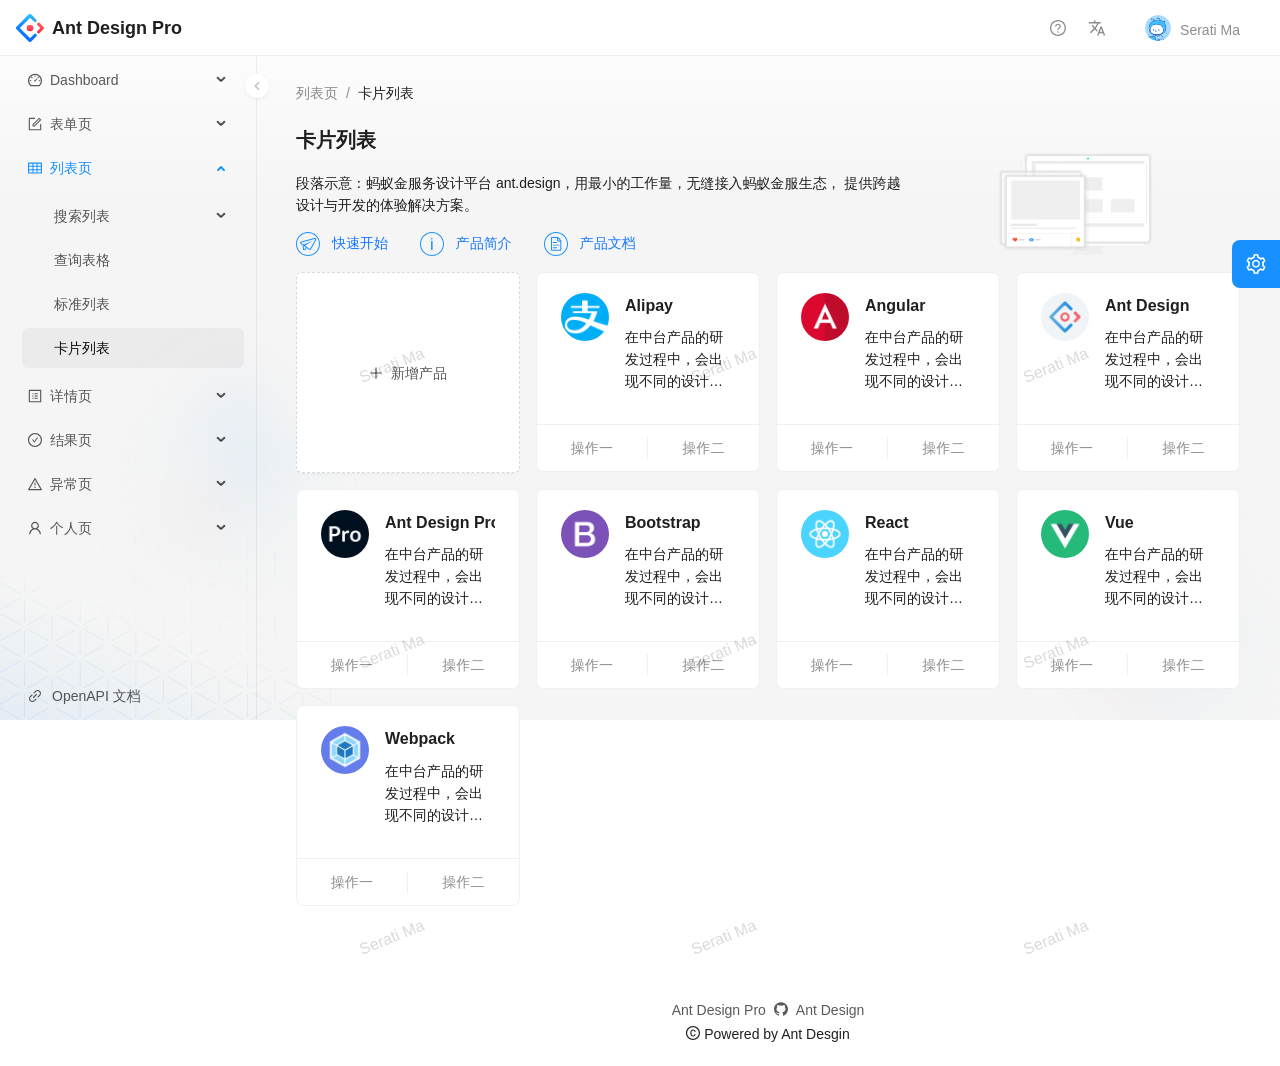 Ant Design Pro
Serati Ma
Dashboard
表单页
列表页
搜索列表
查询表格
标准列表
卡片列表
详情页
结果页
异常页
个人页
OpenAPI 文档
列表页 / 卡片列表
卡片列表
段落示意：蚂蚁金服务设计平台 ant.design，用最小的工作量，无缝接入蚂蚁金服生态， 提供跨越
设计与开发的体验解决方案。
快速开始 产品简介 产品文档
新增产品
Alipay
在中台产品的研
发过程中，会出
现不同的设计…
操作一 操作二
Angular
在中台产品的研
发过程中，会出
现不同的设计…
操作一 操作二
Ant Design
在中台产品的研
发过程中，会出
现不同的设计…
操作一 操作二
Pro
Ant Design Pro
在中台产品的研
发过程中，会出
现不同的设计…
操作一 操作二
B
Bootstrap
在中台产品的研
发过程中，会出
现不同的设计…
操作一 操作二
React
在中台产品的研
发过程中，会出
现不同的设计…
操作一 操作二
Vue
在中台产品的研
发过程中，会出
现不同的设计…
操作一 操作二
Webpack
在中台产品的研
发过程中，会出
现不同的设计…
操作一 操作二
Serati Ma
Serati Ma
Serati Ma
Serati Ma
Serati Ma
Serati Ma
Serati Ma
Serati Ma
Serati Ma
Ant Design Pro Ant Design
© Powered by Ant Desgin